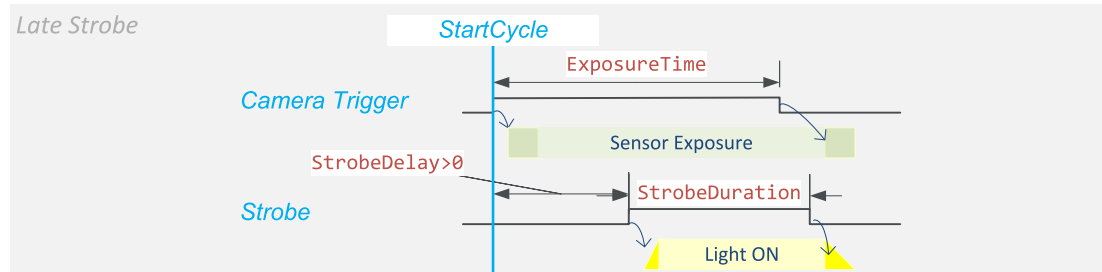 Late Strobe
StartCycle
ExposureTime
Camera Trigger
Sensor Exposure
StrobeDelay>0
StrobeDuration
Strobe
Light ON